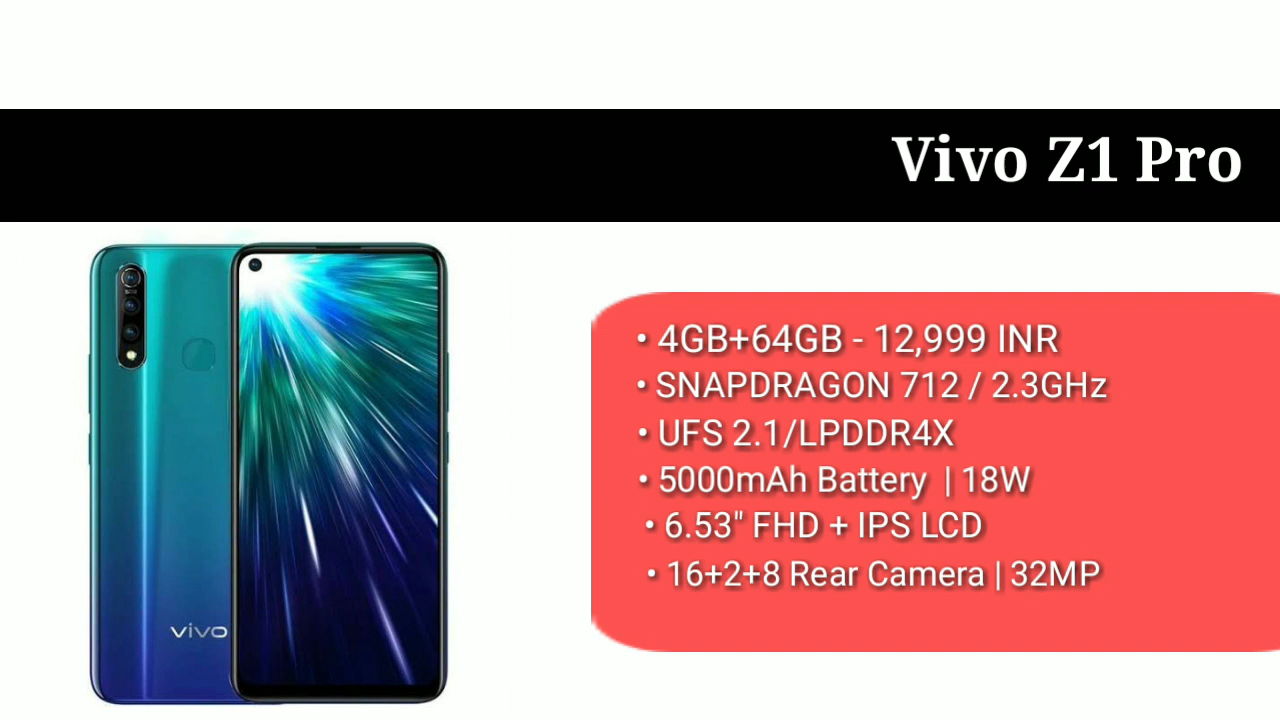 Vivo Z1 Pro
• 4GB+64GB - 12,999 INR
• SNAPDRAGON 712 / 2.3GHz
• UFS 2.1/LPDDR4X
• 5000mAh Battery | 18W
• 6.53" FHD + IPS LCD
• 16+2+8 Rear Camera | 32MP
vivo